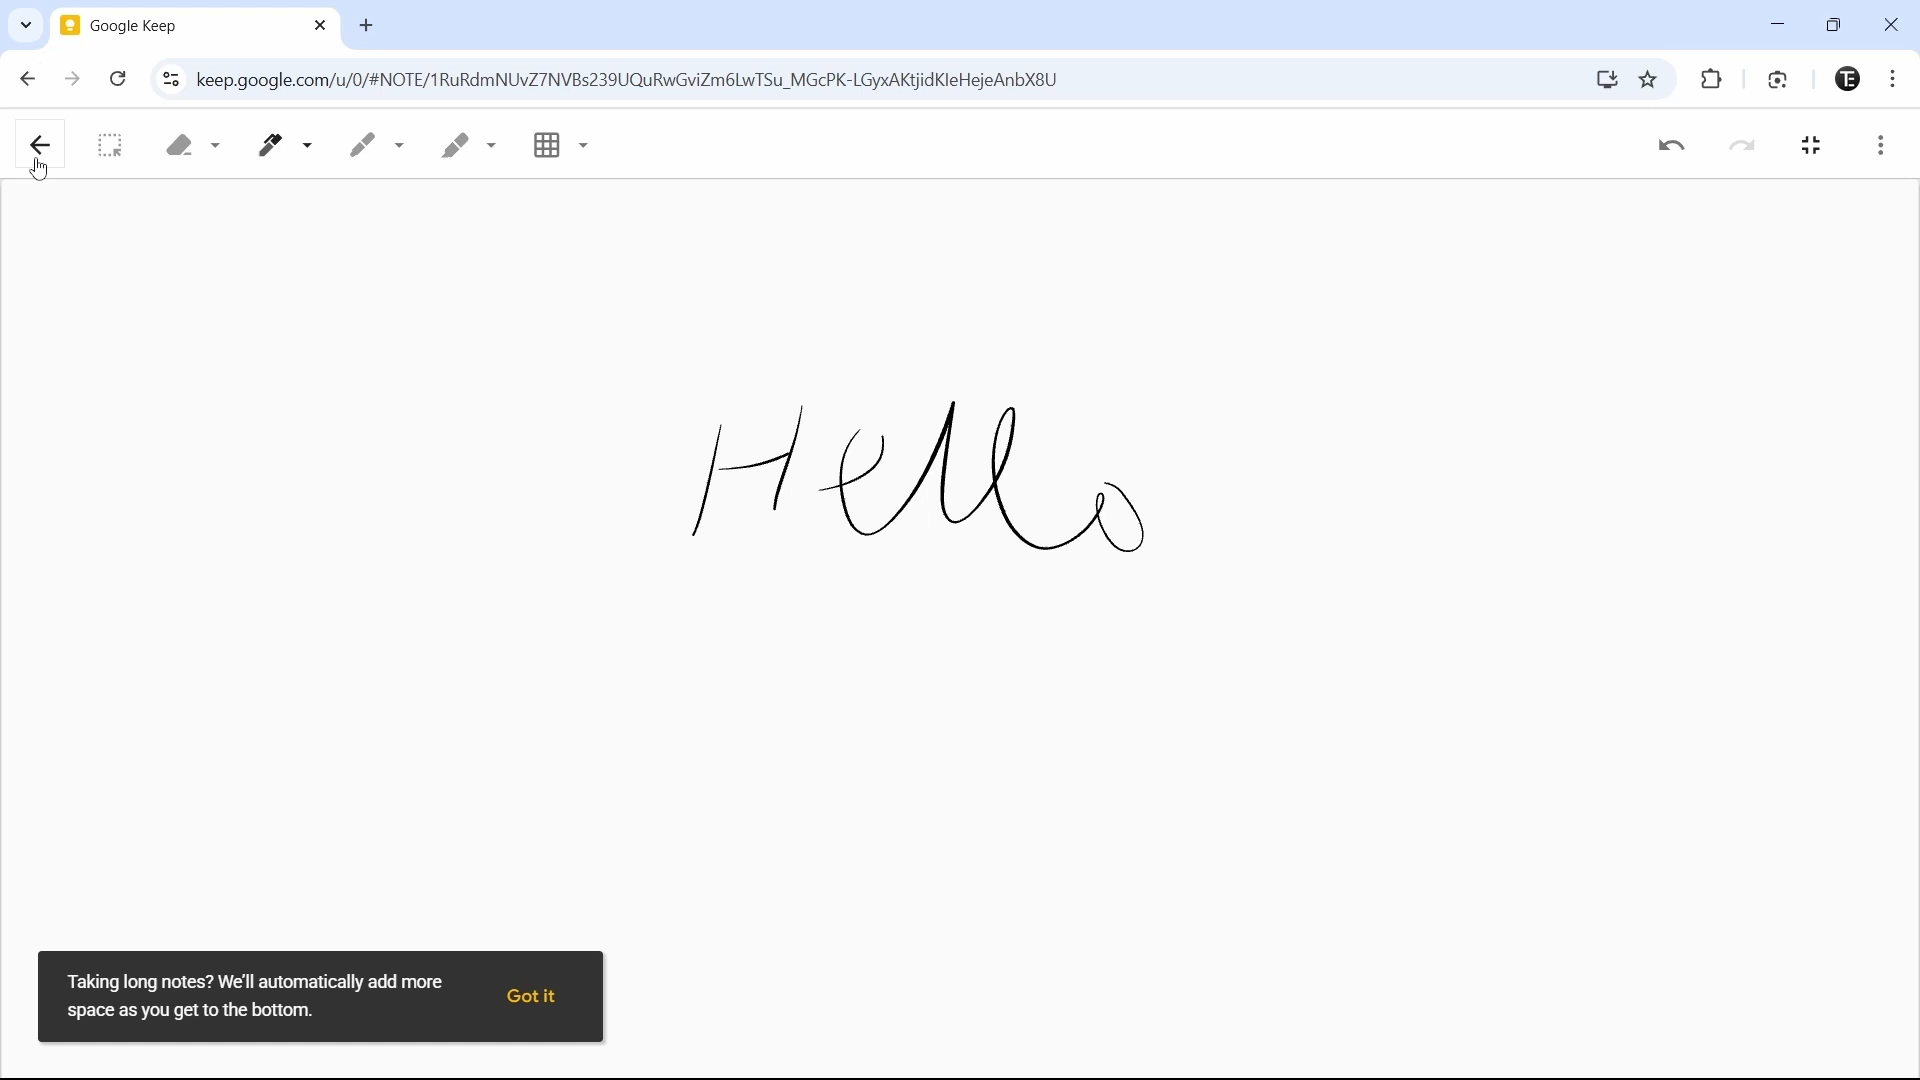 Google Keep
keep.google.com/u/0/#NOTE/1RuRdmNUvZ7NVBs239UQuRwGviZm6LwTSu_MGcPK-LGyxAKtjidKleHejeAnbX8U
TE
Hello
Taking long notes? We'll automatically add more
space as you get to the bottom.
Got it